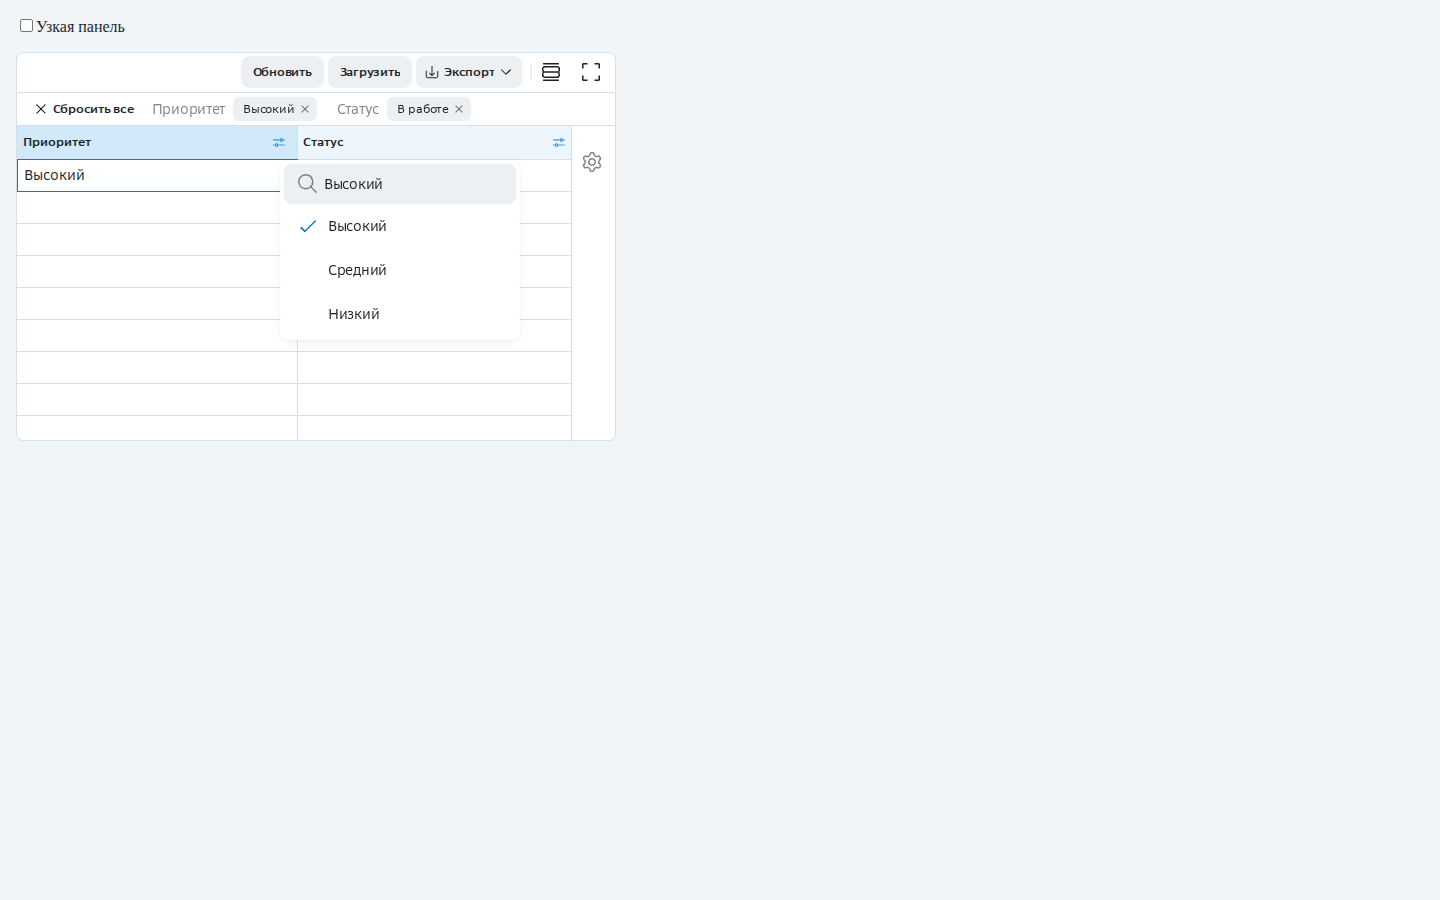 Узкая панель
Обновить Загрузить Экспорт
Сбросить все Приоритет Высокий Статус В работе
Приоритет Статус
Высокий
Высокий
Высокий
Средний
Низкий